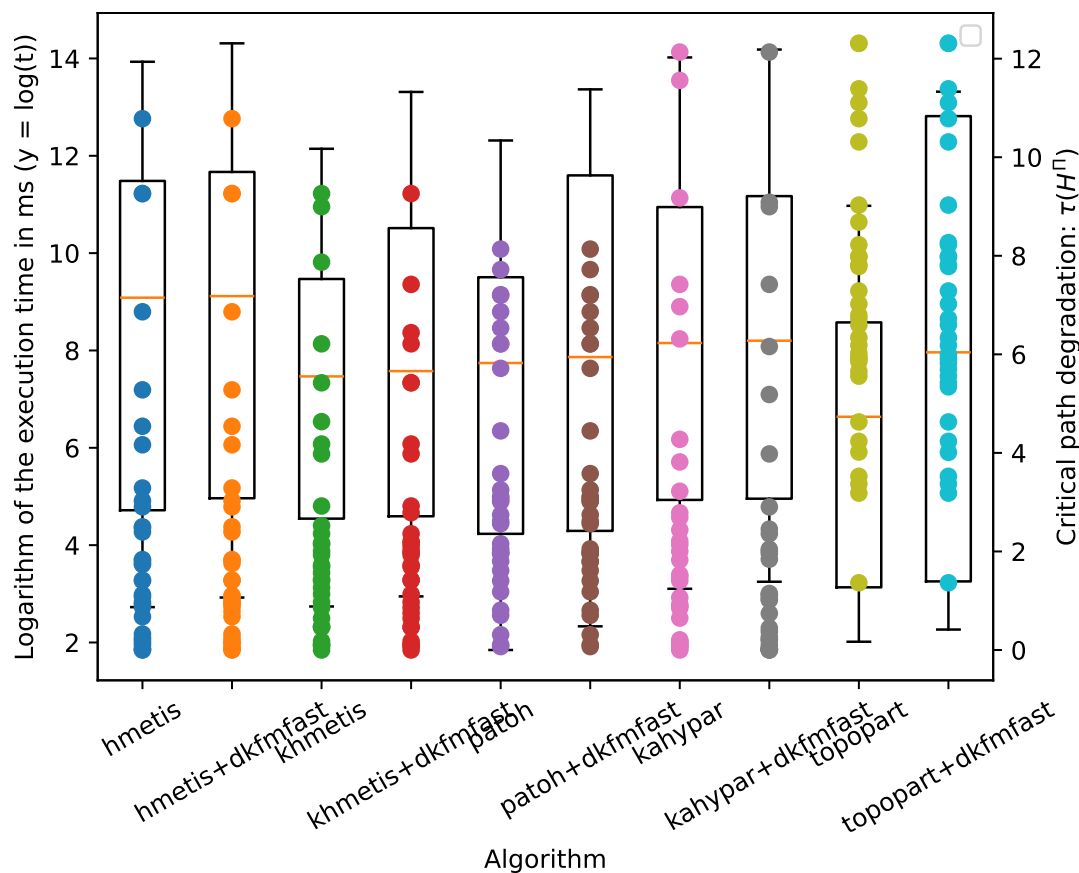 Logarithm of the execution time in ms (y = log(t))
14
12
10
8
6
4
2
12
10
8
6
4
2
0
Critical path degradation: τ(H^Π)
hmetis
hmetis+dkfmfast
khmetis
khmetis+dkfmfast
patoh
patoh+dkfmfast
kahypar
kahypar+dkfmfast
topopart
topopart+dkfmfast
Algorithm